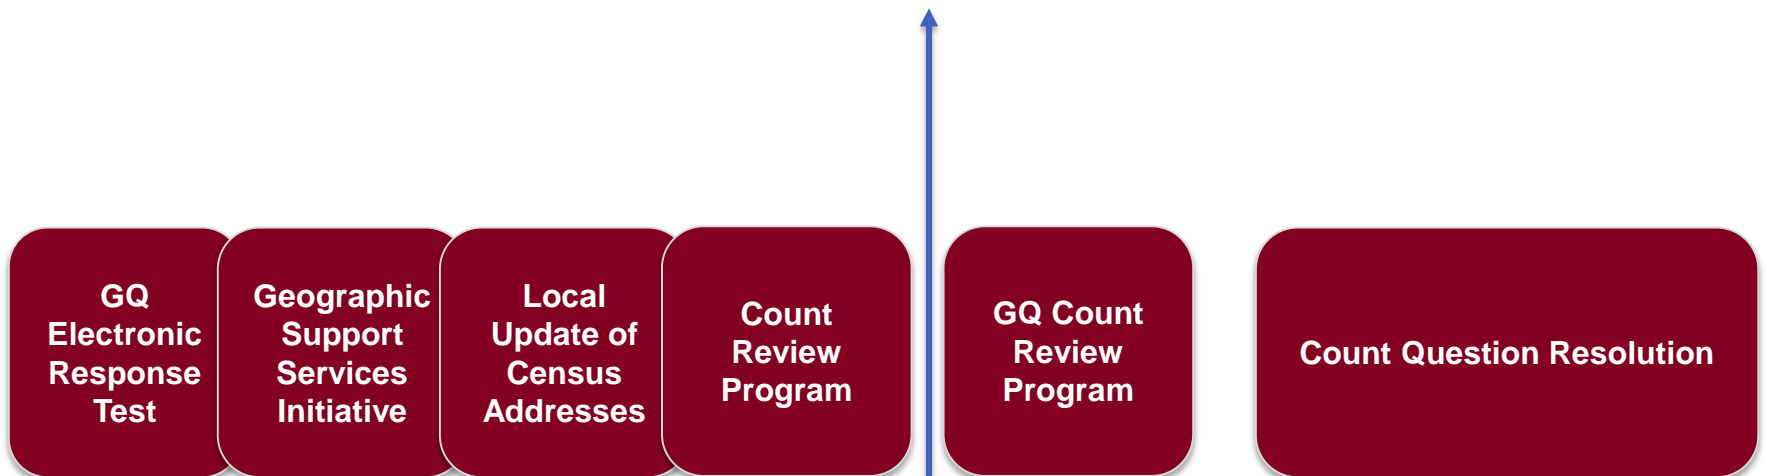 GQ
Electronic
Response
Test
Geographic
Support
Services
Initiative
Local
Update of
Census
Addresses
Count
Review
Program
GQ Count
Review
Program
Count Question Resolution